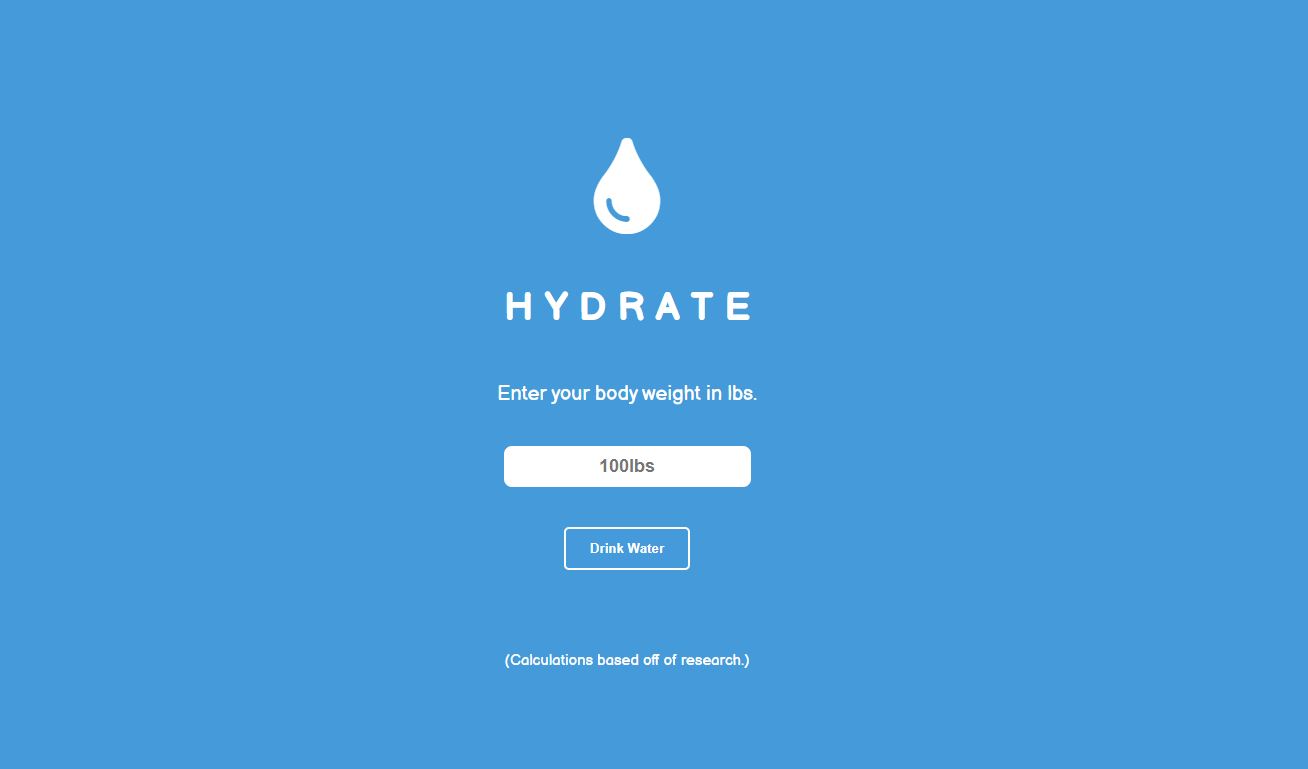 HYDRATE
Enter your body weight in lbs.
100lbs
Drink Water
(Calculations based off of research.)